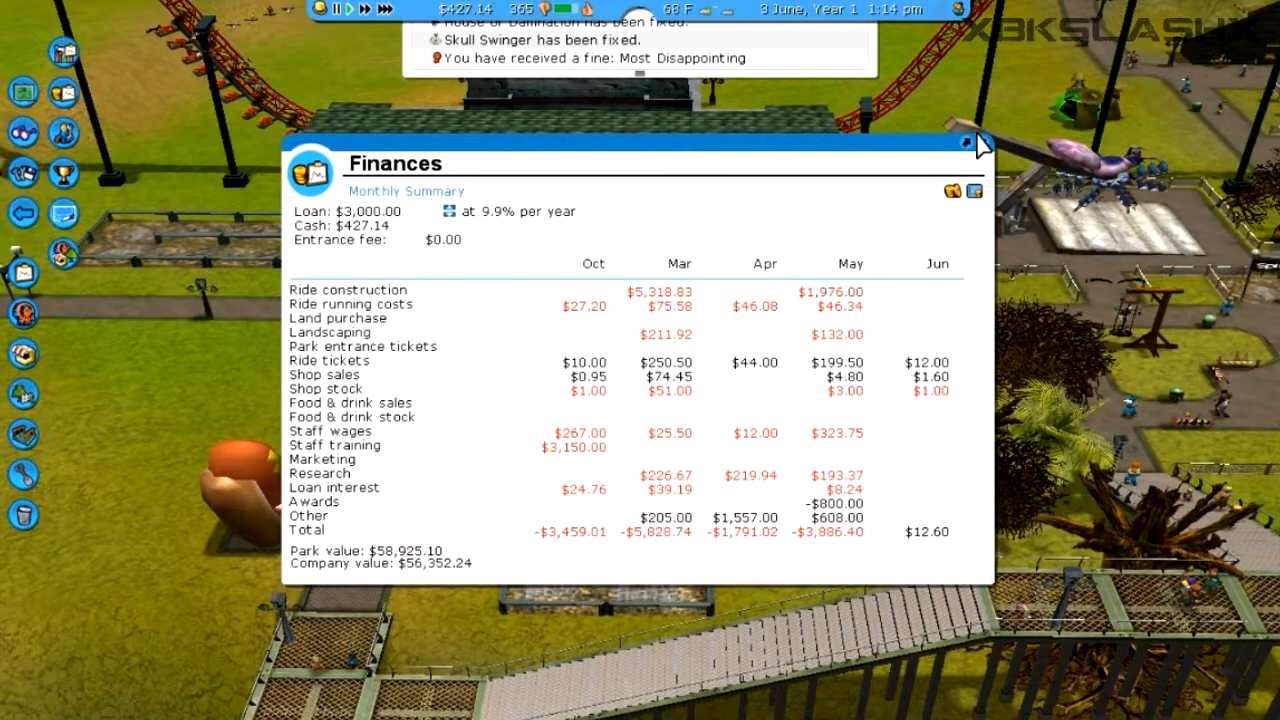 $427.14 365 68 F 3 June, Year 1 1:14 pm
X3KSLASHX
House of Damnation has been fixed.
Skull Swinger has been fixed.
You have received a fine: Most Disappointing
Finances
Monthly Summary
Loan: $3,000.00 at 9.9% per year
Cash: $427.14
Entrance fee: $0.00
Oct Mar Apr May Jun
Ride construction $5,318.83 $1,976.00
Ride running costs $27.20 $75.58 $46.08 $46.34
Land purchase
Landscaping $211.92 $132.00
Park entrance tickets
Ride tickets $10.00 $250.50 $44.00 $199.50 $12.00
Shop sales $0.95 $74.45 $4.80 $1.60
Shop stock $1.00 $51.00 $3.00 $1.00
Food & drink sales
Food & drink stock
Staff wages $267.00 $25.50 $12.00 $323.75
Staff training $3,150.00
Marketing
Research $226.67 $219.94 $193.37
Loan interest $24.76 $39.19 $8.24
Awards -$800.00
Other $205.00 $1,557.00 $608.00
Total -$3,459.01 -$5,828.74 -$1,791.02 -$3,886.40 $12.60
Park value: $58,925.10
Company value: $56,352.24